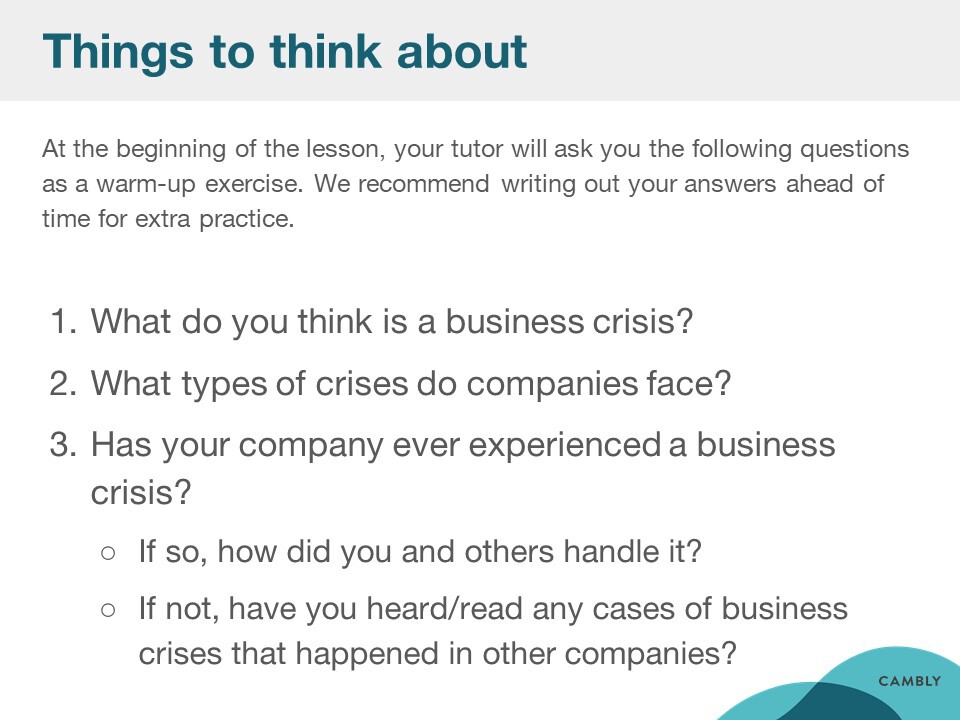 Things to think about
At the beginning of the lesson, your tutor will ask you the following questions
as a warm-up exercise. We recommend writing out your answers ahead of
time for extra practice.
1. What do you think is a business crisis?
2. What types of crises do companies face?
3. Has your company ever experienced a business
crisis?
○ If so, how did you and others handle it?
○ If not, have you heard/read any cases of business
crises that happened in other companies?
CAMBLY